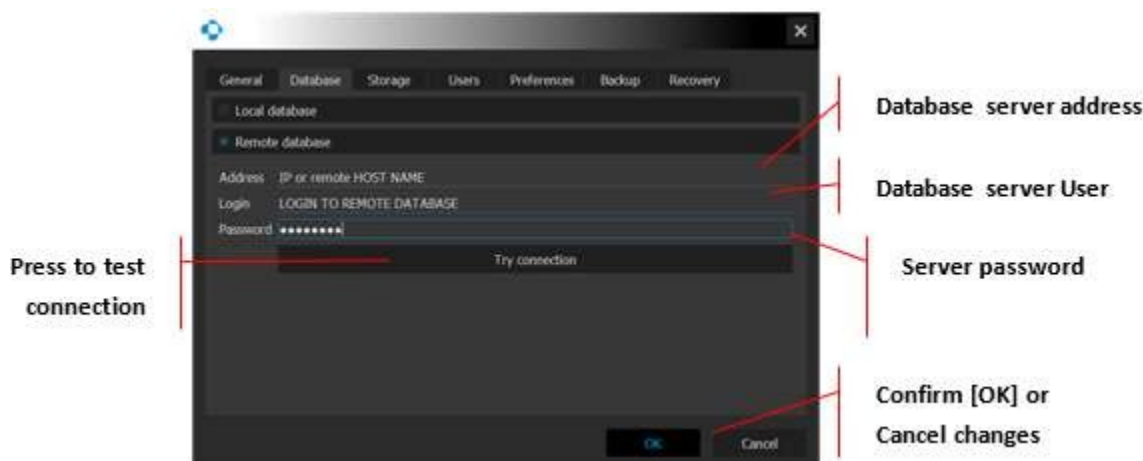 General Database Storage Users Preferences Backup Recovery
Local database
Remote database
Address IP or remote HOST NAME
Login LOGIN TO REMOTE DATABASE
Password ••••••••
Try connection
OK Cancel
Press to test
connection
Database server address
Database server User
Server password
Confirm [OK] or
Cancel changes